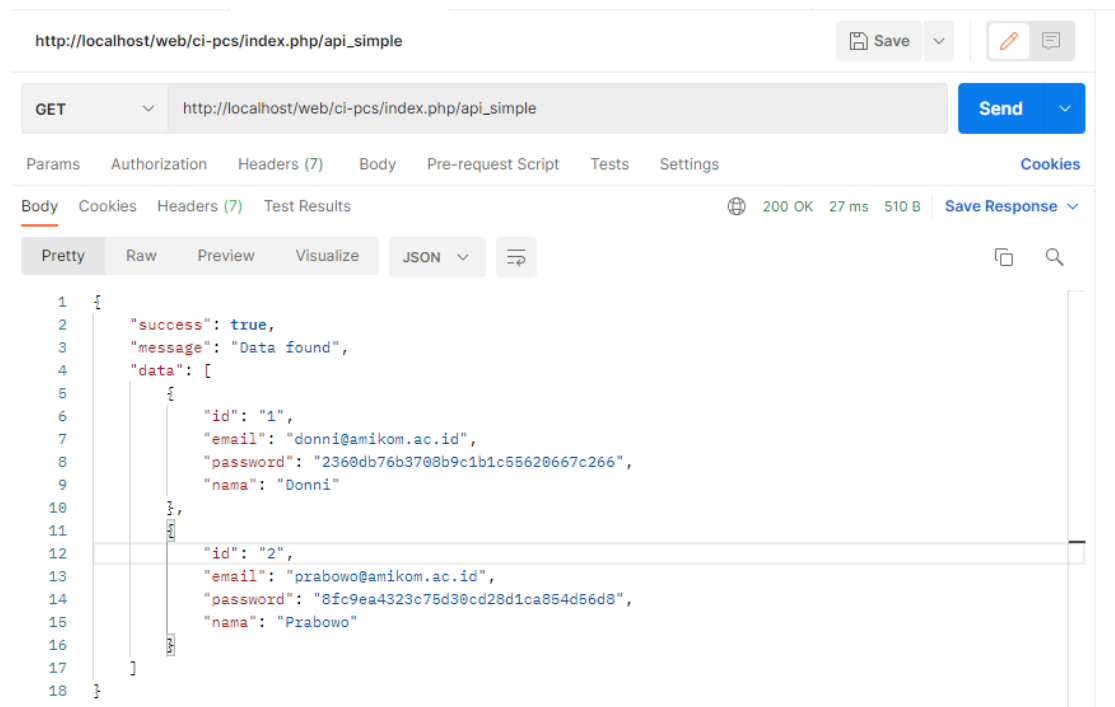 http://localhost/web/ci-pcs/index.php/api_simple
Save
GET
http://localhost/web/ci-pcs/index.php/api_simple
Send
Params Authorization Headers (7) Body Pre-request Script Tests Settings Cookies
Body Cookies Headers (7) Test Results 200 OK 27 ms 510 B Save Response
Pretty Raw Preview Visualize JSON
1 {
2 "success": true,
3 "message": "Data found",
4 "data": [
5 {
6 "id": "1",
7 "email": "donni@amikom.ac.id",
8 "password": "2360db76b3708b9c1b1c55620667c266",
9 "nama": "Donni"
10 },
11 {
12 "id": "2",
13 "email": "prabowo@amikom.ac.id",
14 "password": "8fc9ea4323c75d30cd28d1ca854d56d8",
15 "nama": "Prabowo"
16 }
17 ]
18 }